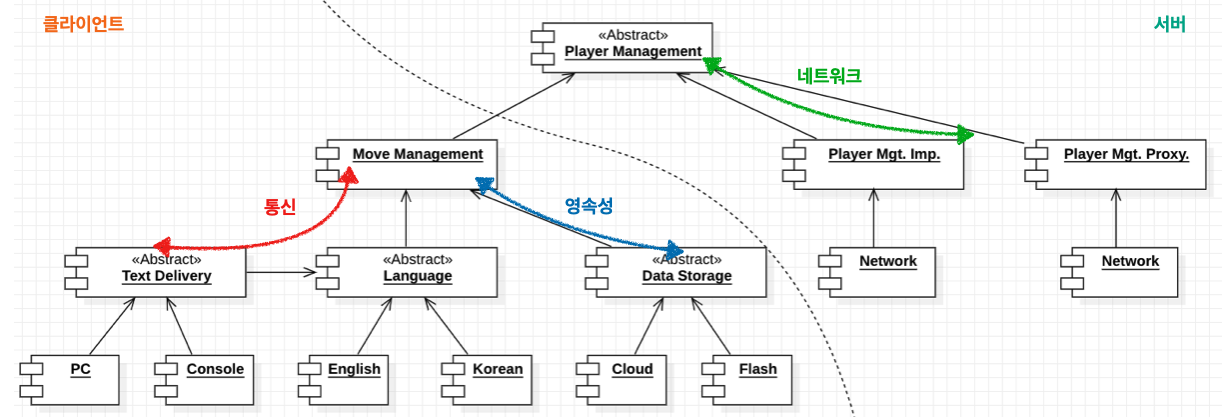 클라이언트
서버
«Abstract»
Player Management
네트워크
Move Management
Player Mgt. Imp.
Player Mgt. Proxy.
통신
영속성
«Abstract»
Text Delivery
«Abstract»
Language
«Abstract»
Data Storage
Network
Network
PC
Console
English
Korean
Cloud
Flash